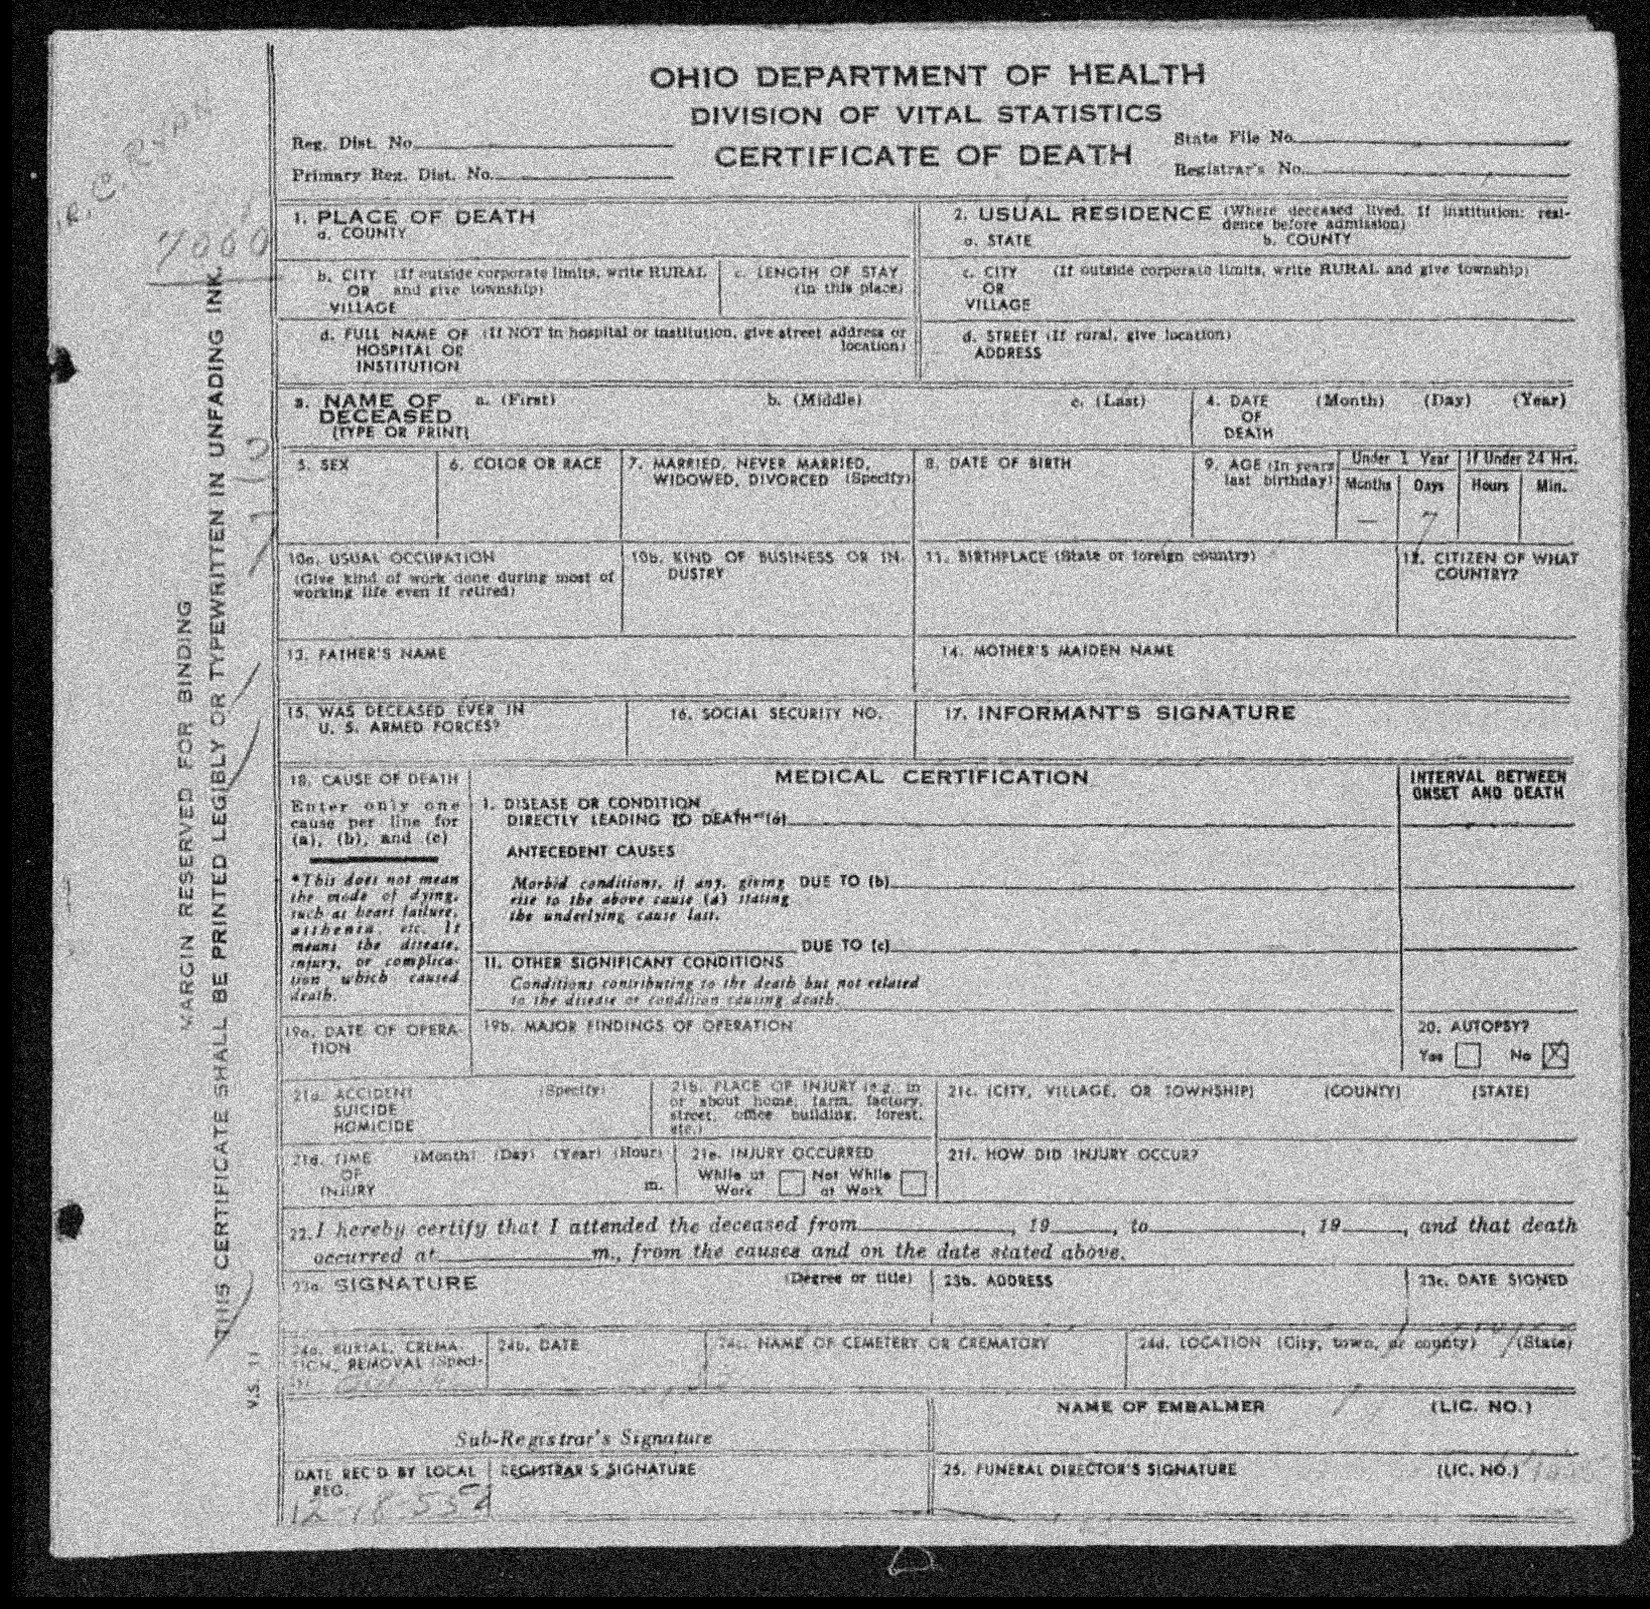 OHIO DEPARTMENT OF HEALTH
DIVISION OF VITAL STATISTICS
CERTIFICATE OF DEATH
Reg. Dist. No.
Primary Reg. Dist. No.
State File No.
Registrar's No.
1. PLACE OF DEATH
a. COUNTY
2. USUAL RESIDENCE (Where deceased lived. If institution: resi-
dence before admission)
a. STATE b. COUNTY
b. CITY (If outside corporate limits, write RURAL
OR and give township)
VILLAGE
c. LENGTH OF STAY
(in this place)
c. CITY (If outside corporate limits, write RURAL and give township)
OR
VILLAGE
d. FULL NAME OF (If NOT in hospital or institution, give street address or
HOSPITAL OR location)
INSTITUTION
d. STREET (If rural, give location)
ADDRESS
3. NAME OF a. (First) b. (Middle) c. (Last)
DECEASED
(TYPE OR PRINT)
4. DATE (Month) (Day) (Year)
OF
DEATH
5. SEX
6. COLOR OR RACE
7. MARRIED, NEVER MARRIED,
WIDOWED, DIVORCED (Specify)
8. DATE OF BIRTH
9. AGE (In years
last birthday)
Under 1 Year
Months Days
If Under 24 Hrs.
Hours Min.
— 7
10a. USUAL OCCUPATION
(Give kind of work done during most of
working life even if retired)
10b. KIND OF BUSINESS OR IN-
DUSTRY
11. BIRTHPLACE (State or foreign country)
12. CITIZEN OF WHAT
COUNTRY?
13. FATHER'S NAME
14. MOTHER'S MAIDEN NAME
15. WAS DECEASED EVER IN
U. S. ARMED FORCES?
16. SOCIAL SECURITY NO.
17. INFORMANT'S SIGNATURE
18. CAUSE OF DEATH
Enter only one
cause per line for
(a), (b), and (c)
*This does not mean
the mode of dying,
such as heart failure,
asthenia, etc. It
means the disease,
injury, or complica-
tion which caused
death.
MEDICAL CERTIFICATION
I. DISEASE OR CONDITION
DIRECTLY LEADING TO DEATH*(a)
ANTECEDENT CAUSES
Morbid conditions, if any, giving DUE TO (b)
rise to the above cause (a) stating
the underlying cause last.
DUE TO (c)
II. OTHER SIGNIFICANT CONDITIONS
Conditions contributing to the death but not related
to the disease or condition causing death.
INTERVAL BETWEEN
ONSET AND DEATH
19a. DATE OF OPERA-
TION
19b. MAJOR FINDINGS OF OPERATION
20. AUTOPSY?
Yes No X
21a. ACCIDENT (Specify)
SUICIDE
HOMICIDE
21b. PLACE OF INJURY (e.g., in
or about home, farm, factory,
street, office building, forest,
etc.)
21c. (CITY, VILLAGE, OR TOWNSHIP) (COUNTY) (STATE)
21d. TIME (Month) (Day) (Year) (Hour)
OF
INJURY m.
21e. INJURY OCCURRED
While at Not While
Work at Work
21f. HOW DID INJURY OCCUR?
22. I hereby certify that I attended the deceased from , 19 , to , 19 , and that death
occurred at m., from the causes and on the date stated above.
23a. SIGNATURE (Degree or title)
23b. ADDRESS
23c. DATE SIGNED
24a. BURIAL, CREMA-
TION, REMOVAL (Speci-
fy)
24b. DATE
24c. NAME OF CEMETERY OR CREMATORY
24d. LOCATION (City, town, or county) (State)
Sub-Registrar's Signature
NAME OF EMBALMER (LIC. NO.)
DATE REC'D BY LOCAL
REG.
12-18-53
REGISTRAR'S SIGNATURE
25. FUNERAL DIRECTOR'S SIGNATURE (LIC. NO.)
MARGIN RESERVED FOR BINDING
THIS CERTIFICATE SHALL BE PRINTED LEGIBLY OR TYPEWRITTEN IN UNFADING INK.
V.S. 11
R. C. RYAN
7060